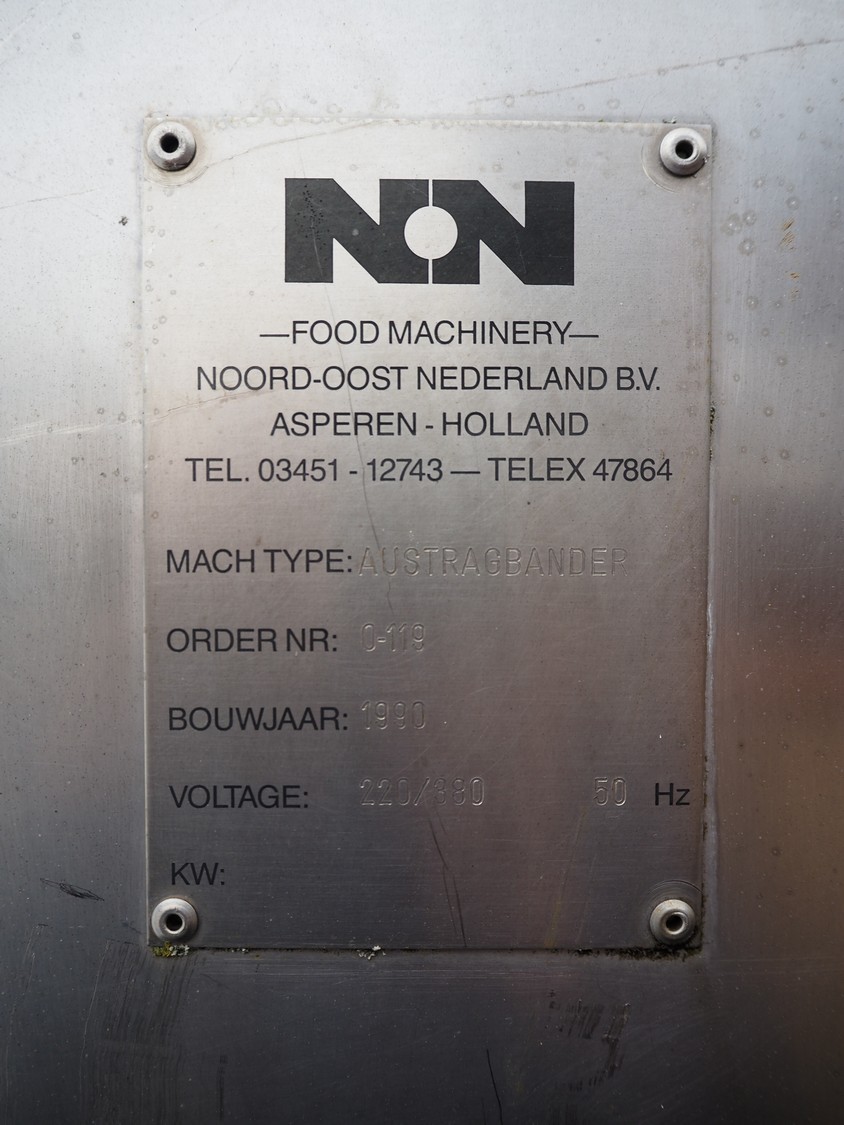 NON
—FOOD MACHINERY—
NOORD-OOST NEDERLAND B.V.
ASPEREN - HOLLAND
TEL. 03451 - 12743 — TELEX 47864
MACH TYPE: AUSTRAGBANDER
ORDER NR: 0-119
BOUWJAAR: 1990
VOLTAGE: 220/380 50 Hz
KW: